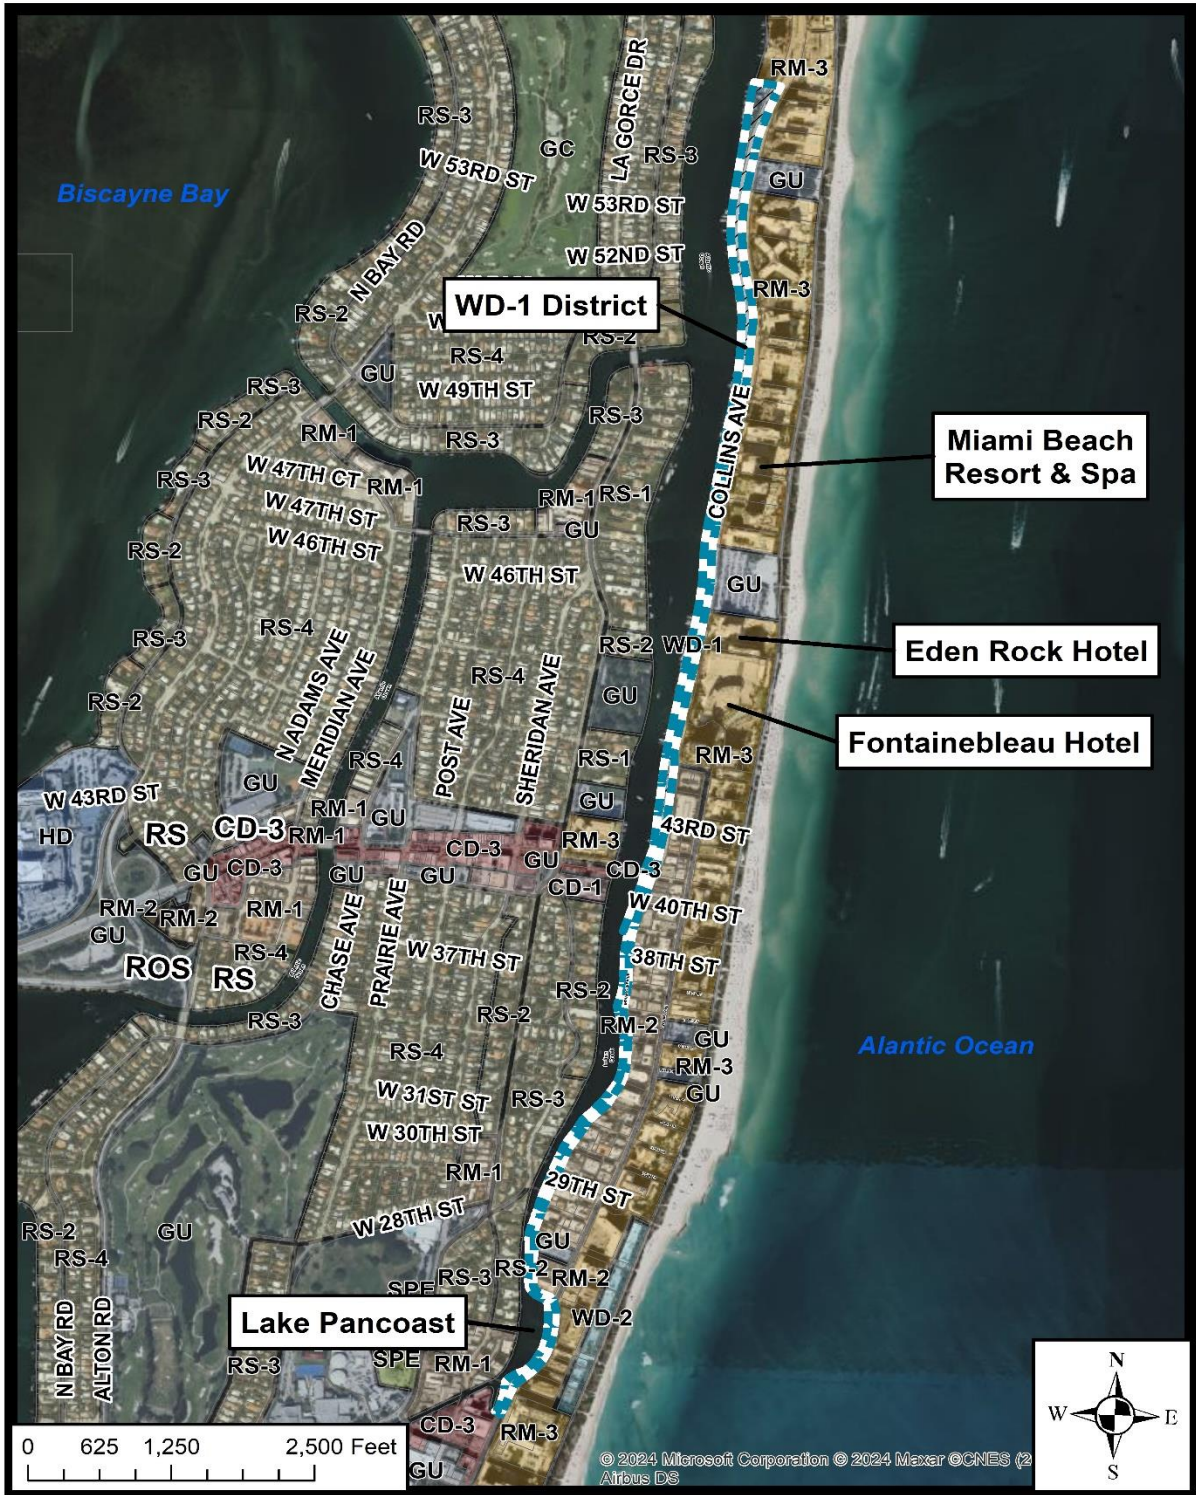 RM-3
LA GORCE DR
RS-3
GC
RS-3
W 53RD ST
GU
Biscayne Bay
W 53RD ST
N BAY RD
W 52ND ST
RM-3
WD-1 District
RS-2
W
RS-2
RS-4
GU
W 49TH ST
RS-3
COLLINS AVE
RS-3
RS-2
RM-1
RS-3
Miami Beach
Resort & Spa
W 47TH CT
RS-3
RM-1
RM-1
RS-1
W 47TH ST
RS-3
GU
W 46TH ST
RS-2
W 46TH ST
GU
RS-4
RS-3
RS-2
WD-1
Eden Rock Hotel
N ADAMS AVE
MERIDIAN AVE
RS-4
SHERIDAN AVE
GU
RS-2
POST AVE
Fontainebleau Hotel
RS-4
RS-1
RM-3
GU
W 43RD ST
RM-1
GU
GU
HD
RS
CD-3
RM-1
CD-3
RM-3
43RD ST
GU
CD-3
GU
GU
GU
CD-3
CD-1
RM-2
RM-2
RM-1
W 40TH ST
GU
CHASE AVE
PRAIRIE AVE
RS-4
W 37TH ST
38TH ST
ROS
RS
RS-2
RS-3
RS-2
RM-2
GU
Alantic Ocean
RS-4
RM-3
GU
W 31ST ST
RS-3
W 30TH ST
RM-1
29TH ST
W 28TH ST
RS-2
GU
GU
RS-4
RS-3
RS-2
RM-2
SPE
WD-2
Lake Pancoast
N BAY RD
ALTON RD
RS-3
SPE
RM-1
CD-3
RM-3
GU
0 625 1,250 2,500 Feet
© 2024 Microsoft Corporation © 2024 Maxar ©CNES (2
Airbus DS
N
W E
S